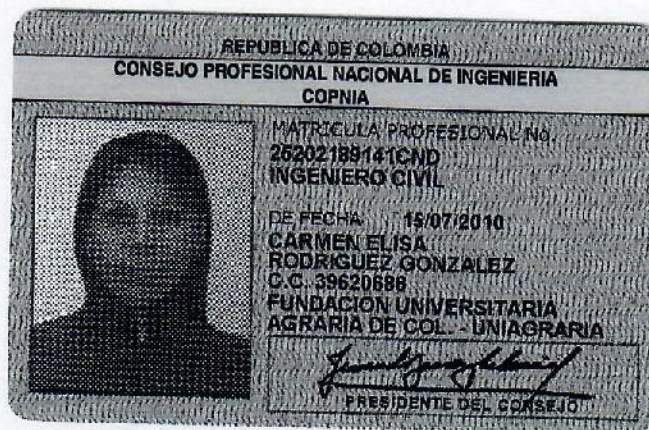 REPUBLICA DE COLOMBIA
CONSEJO PROFESIONAL NACIONAL DE INGENIERIA
COPNIA
MATRICULA PROFESIONAL No.
25202189141CND
INGENIERO CIVIL
DE FECHA 15/07/2010
CARMEN ELISA
RODRIGUEZ GONZALEZ
C.C. 39620688
FUNDACION UNIVERSITARIA
AGRARIA DE COL. - UNIAGRARIA
PRESIDENTE DEL CONSEJO